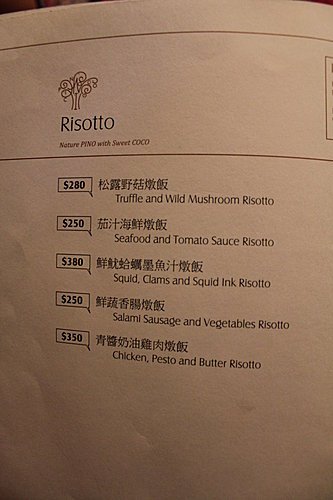 Risotto
Nature PINO with Sweet COCO
$280 松露野菇燉飯
Truffle and Wild Mushroom Risotto
$250 茄汁海鮮燉飯
Seafood and Tomato Sauce Risotto
$380 鮮魷蛤蠣墨魚汁燉飯
Squid, Clams and Squid Ink Risotto
$250 鮮蔬香腸燉飯
Salami Sausage and Vegetables Risotto
$350 青醬奶油雞肉燉飯
Chicken, Pesto and Butter Risotto